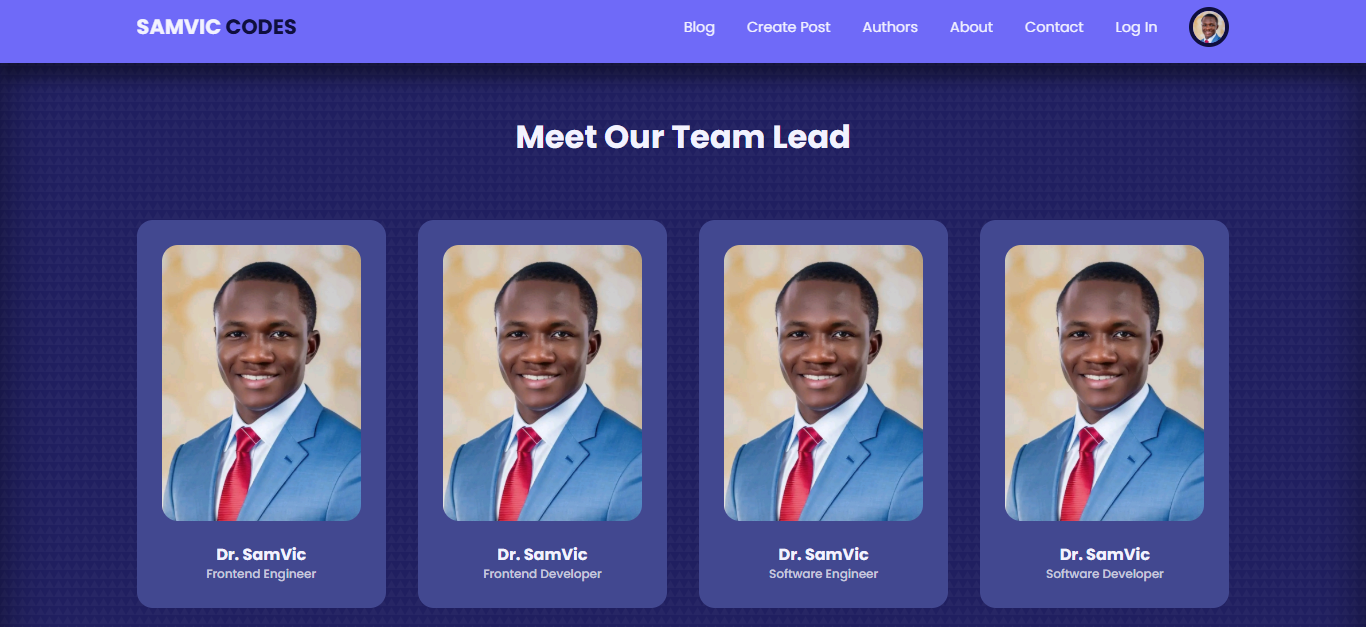 SAMVIC CODES
Blog Create Post Authors About Contact Log In
Meet Our Team Lead
Dr. SamVic
Frontend Engineer
Dr. SamVic
Frontend Developer
Dr. SamVic
Software Engineer
Dr. SamVic
Software Developer